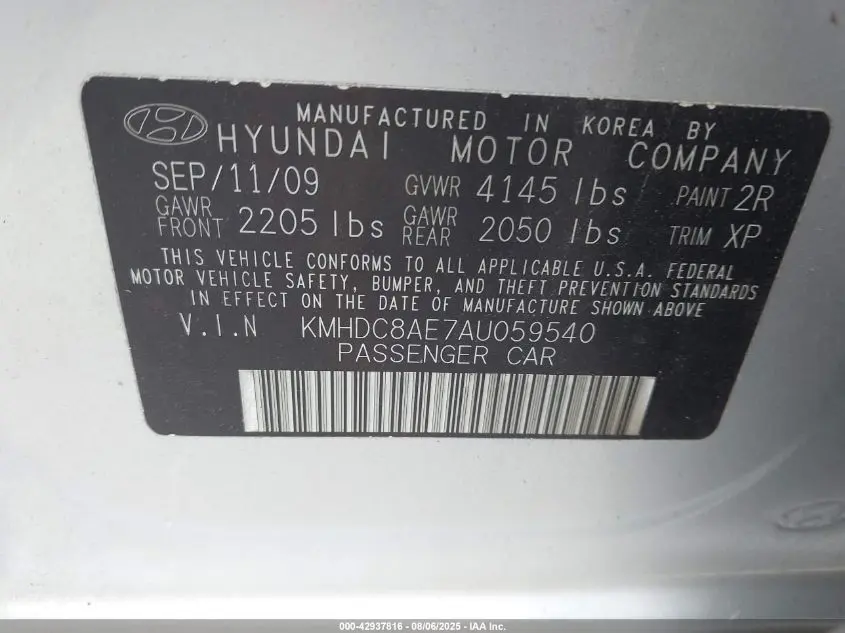 MANUFACTURED IN KOREA BY
HYUNDAI MOTOR COMPANY
SEP/11/09 GVWR 4145 lbs PAINT 2R
GAWR FRONT 2205 lbs GAWR REAR 2050 lbs TRIM XP
THIS VEHICLE CONFORMS TO ALL APPLICABLE U.S.A. FEDERAL
MOTOR VEHICLE SAFETY, BUMPER, AND THEFT PREVENTION STANDARDS
IN EFFECT ON THE DATE OF MANUFACTURE SHOWN ABOVE
V.I.N KMHDC8AE7AU059540
PASSENGER CAR
000-42937816 - 08/06/2025 - IAA Inc.